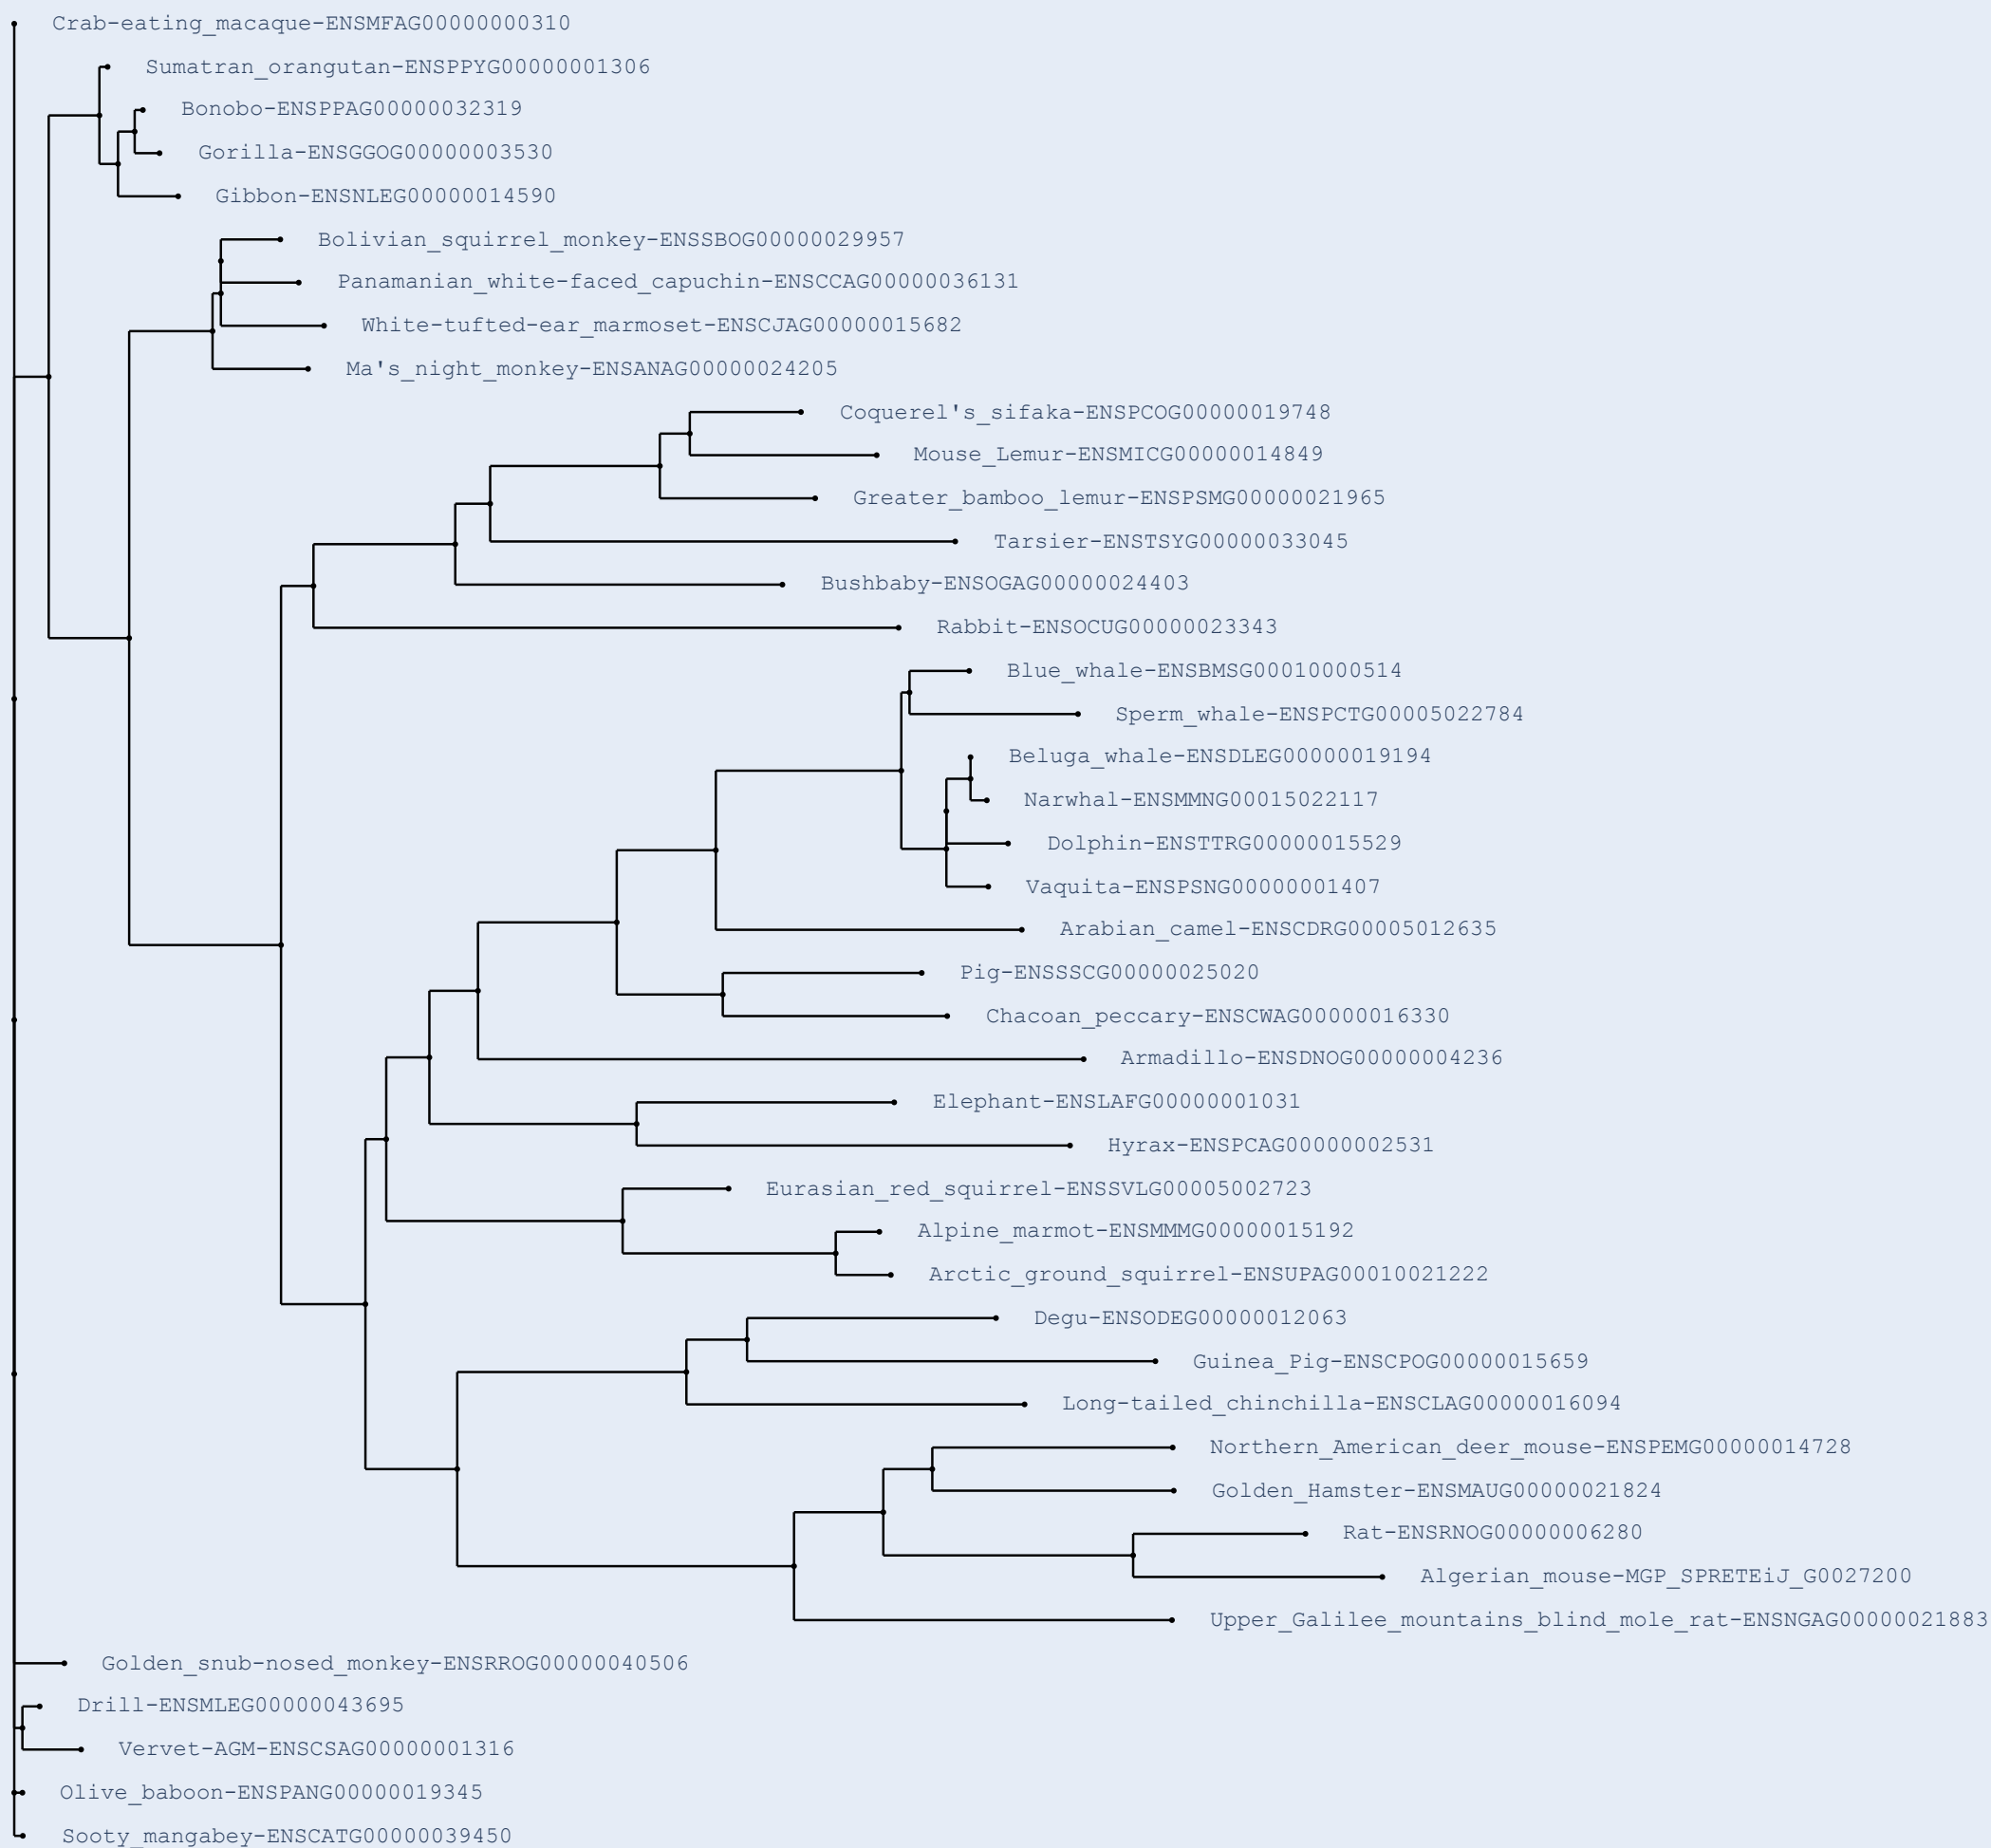 Crab-eating_macaque-ENSMFAG00000000310
Sumatran_orangutan-ENSPPYG00000001306
Bonobo-ENSPPAG00000032319
Gorilla-ENSGGOG00000003530
Gibbon-ENSNLEG00000014590
Bolivian_squirrel_monkey-ENSSBOG00000029957
Panamanian_white-faced_capuchin-ENSCCAG00000036131
White-tufted-ear_marmoset-ENSCJAG00000015682
Ma's_night_monkey-ENSANAG00000024205
Coquerel's_sifaka-ENSPCOG00000019748
Mouse_Lemur-ENSMICG00000014849
Greater_bamboo_lemur-ENSPSMG00000021965
Tarsier-ENSTSYG00000033045
Bushbaby-ENSOGAG00000024403
Rabbit-ENSOCUG00000023343
Blue_whale-ENSBMSG00010000514
Sperm_whale-ENSPCTG00005022784
Beluga_whale-ENSDLEG00000019194
Narwhal-ENSMMNG00015022117
Dolphin-ENSTTRG00000015529
Vaquita-ENSPSNG00000001407
Arabian_camel-ENSCDRG00005012635
Pig-ENSSSCG00000025020
Chacoan_peccary-ENSCWAG00000016330
Armadillo-ENSDNOG00000004236
Elephant-ENSLAFG00000001031
Hyrax-ENSPCAG00000002531
Eurasian_red_squirrel-ENSSVLG00005002723
Alpine_marmot-ENSMMMG00000015192
Arctic_ground_squirrel-ENSUPAG00010021222
Degu-ENSODEG00000012063
Guinea_Pig-ENSCPOG00000015659
Long-tailed_chinchilla-ENSCLAG00000016094
Northern_American_deer_mouse-ENSPEMG00000014728
Golden_Hamster-ENSMAUG00000021824
Rat-ENSRNOG00000006280
Algerian_mouse-MGP_SPRETEiJ_G0027200
Upper_Galilee_mountains_blind_mole_rat-ENSNGAG00000021883
Golden_snub-nosed_monkey-ENSRROG00000040506
Drill-ENSMLEG00000043695
Vervet-AGM-ENSCSAG00000001316
Olive_baboon-ENSPANG00000019345
Sooty_mangabey-ENSCATG00000039450